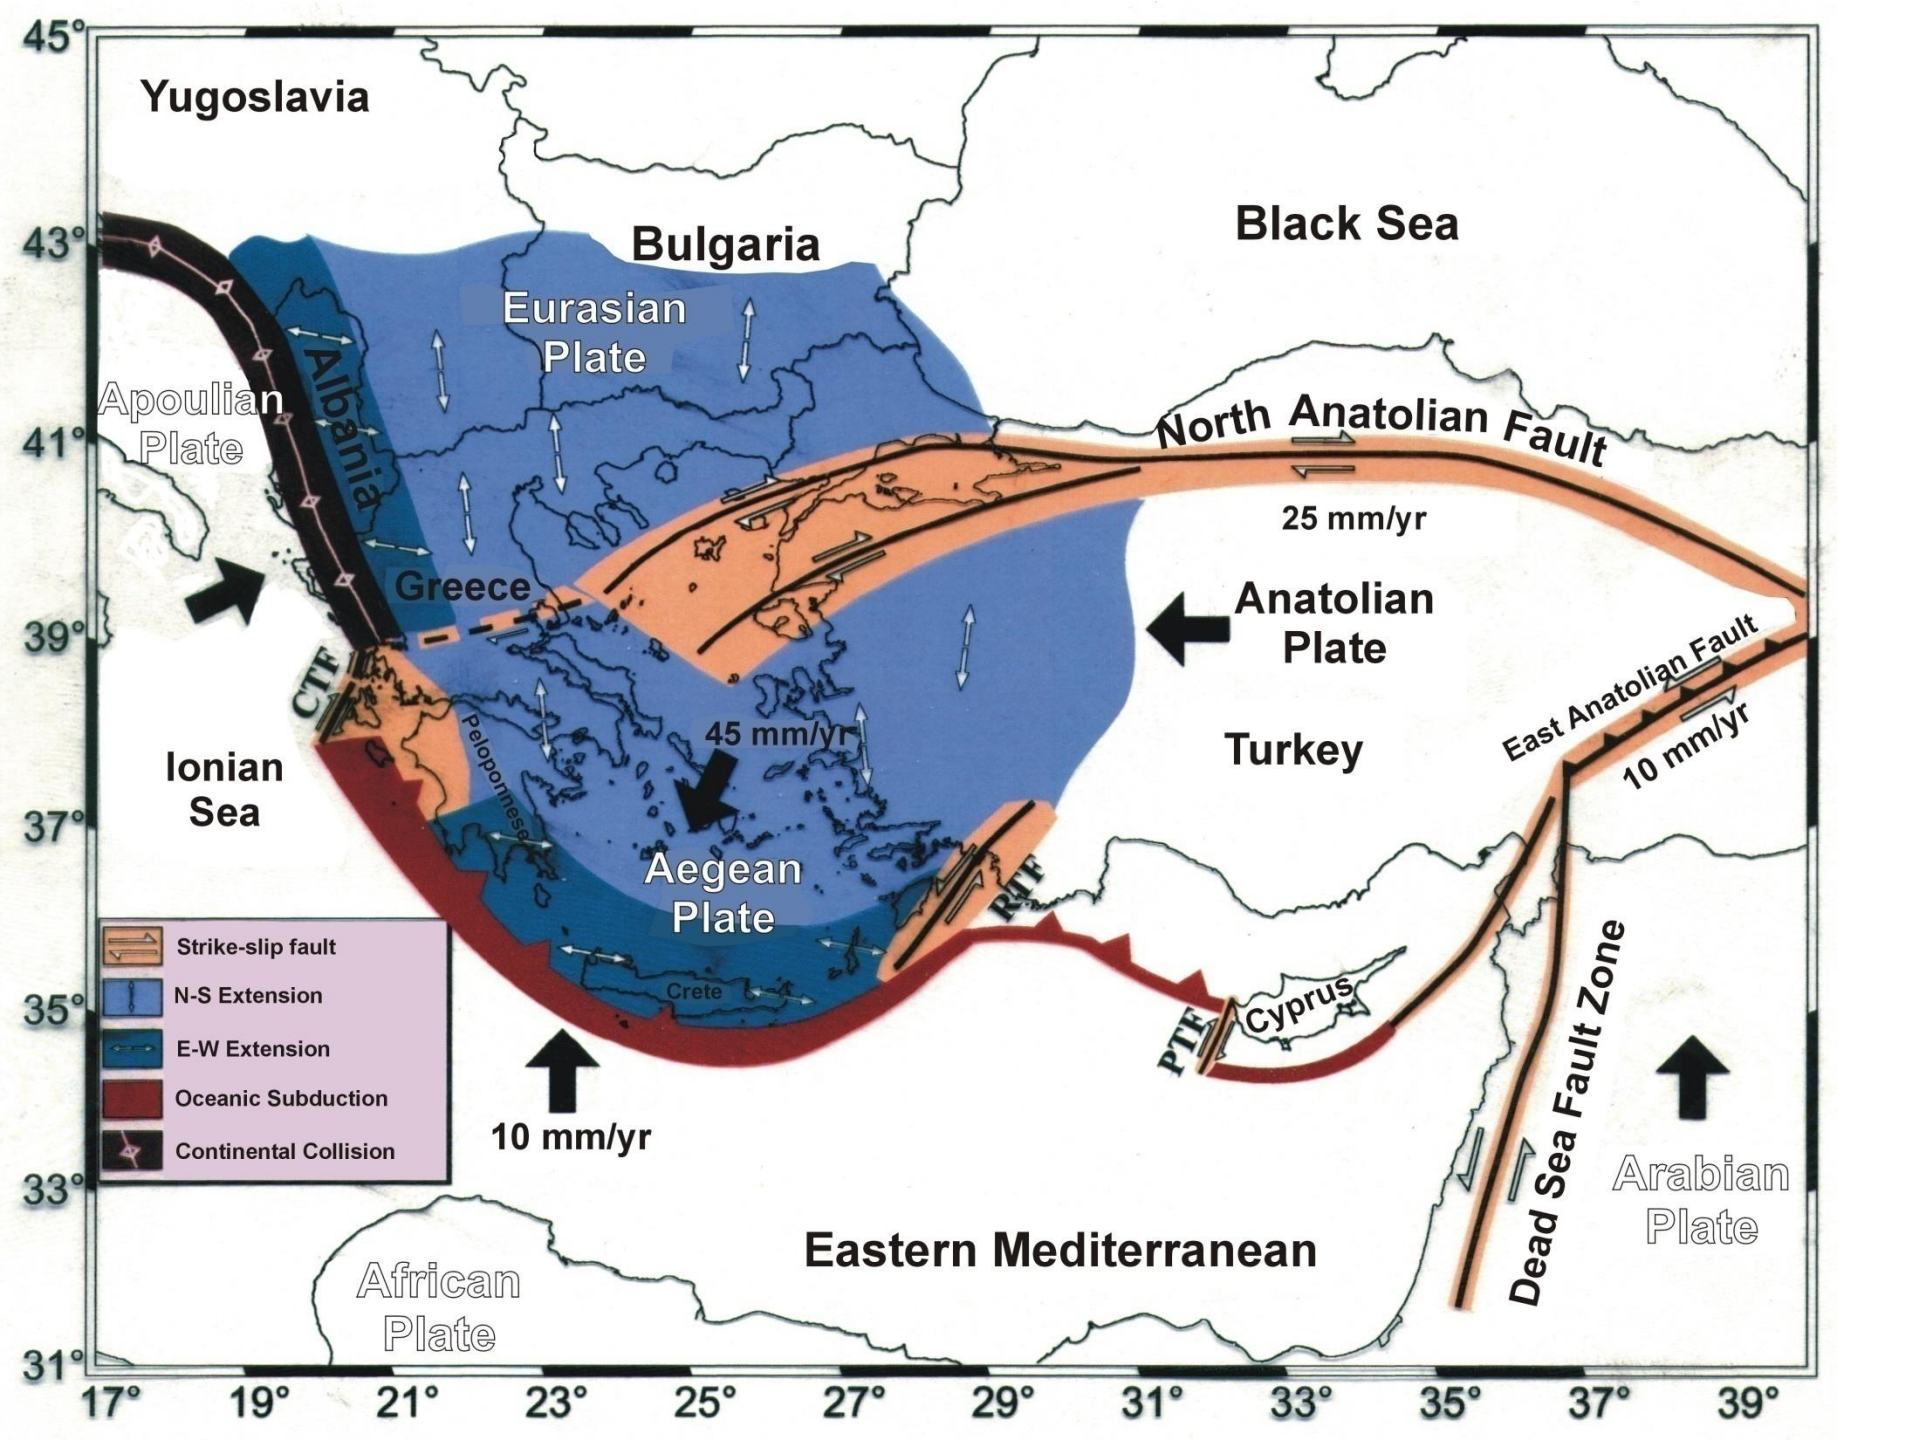 45°
43°
41°
39°
37°
35°
33°
31°
17°
19°
21°
23°
25°
27°
29°
31°
33°
35°
37°
39°
Yugoslavia
Bulgaria
Black Sea
Eurasian
Plate
Apoulian
Plate
Albania
North Anatolian Fault
25 mm/yr
Greece
Anatolian
Plate
CTF
East Anatolian Fault
10 mm/yr
Peloponnese
45 mm/yr
Turkey
Ionian
Sea
Aegean
Plate
RTF
Strike-slip fault
N-S Extension
E-W Extension
Oceanic Subduction
Continental Collision
Crete
Cyprus
PTF
10 mm/yr
Dead Sea Fault Zone
Arabian
Plate
Eastern Mediterranean
African
Plate